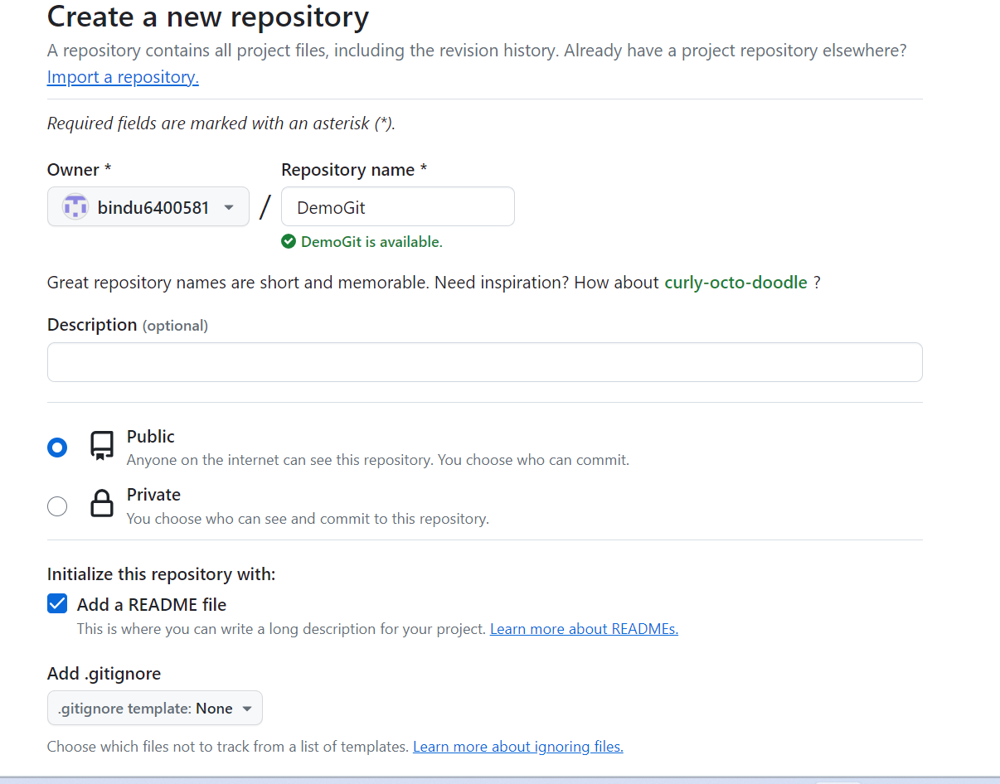 Create a new repository
A repository contains all project files, including the revision history. Already have a project repository elsewhere?
Import a repository.
Required fields are marked with an asterisk (*).
Owner * Repository name *
bindu6400581 / DemoGit
DemoGit is available.
Great repository names are short and memorable. Need inspiration? How about curly-octo-doodle ?
Description (optional)
Public
Anyone on the internet can see this repository. You choose who can commit.
Private
You choose who can see and commit to this repository.
Initialize this repository with:
Add a README file
This is where you can write a long description for your project. Learn more about READMEs.
Add .gitignore
.gitignore template: None
Choose which files not to track from a list of templates. Learn more about ignoring files.